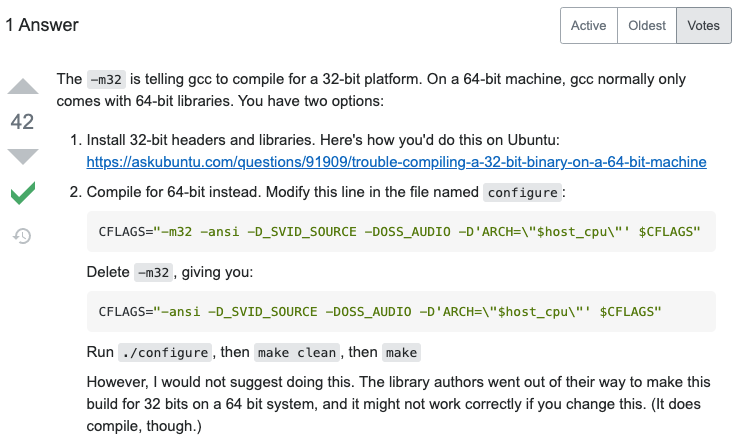 1 Answer
Active Oldest Votes
The -m32 is telling gcc to compile for a 32-bit platform. On a 64-bit machine, gcc normally only
comes with 64-bit libraries. You have two options:
42
1. Install 32-bit headers and libraries. Here's how you'd do this on Ubuntu:
https://askubuntu.com/questions/91909/trouble-compiling-a-32-bit-binary-on-a-64-bit-machine
2. Compile for 64-bit instead. Modify this line in the file named configure:
CFLAGS="-m32 -ansi -D_SVID_SOURCE -DOSS_AUDIO -D'ARCH=\"$host_cpu\"' $CFLAGS"
Delete -m32, giving you:
CFLAGS="-ansi -D_SVID_SOURCE -DOSS_AUDIO -D'ARCH=\"$host_cpu\"' $CFLAGS"
Run ./configure, then make clean, then make
However, I would not suggest doing this. The library authors went out of their way to make this
build for 32 bits on a 64 bit system, and it might not work correctly if you change this. (It does
compile, though.)